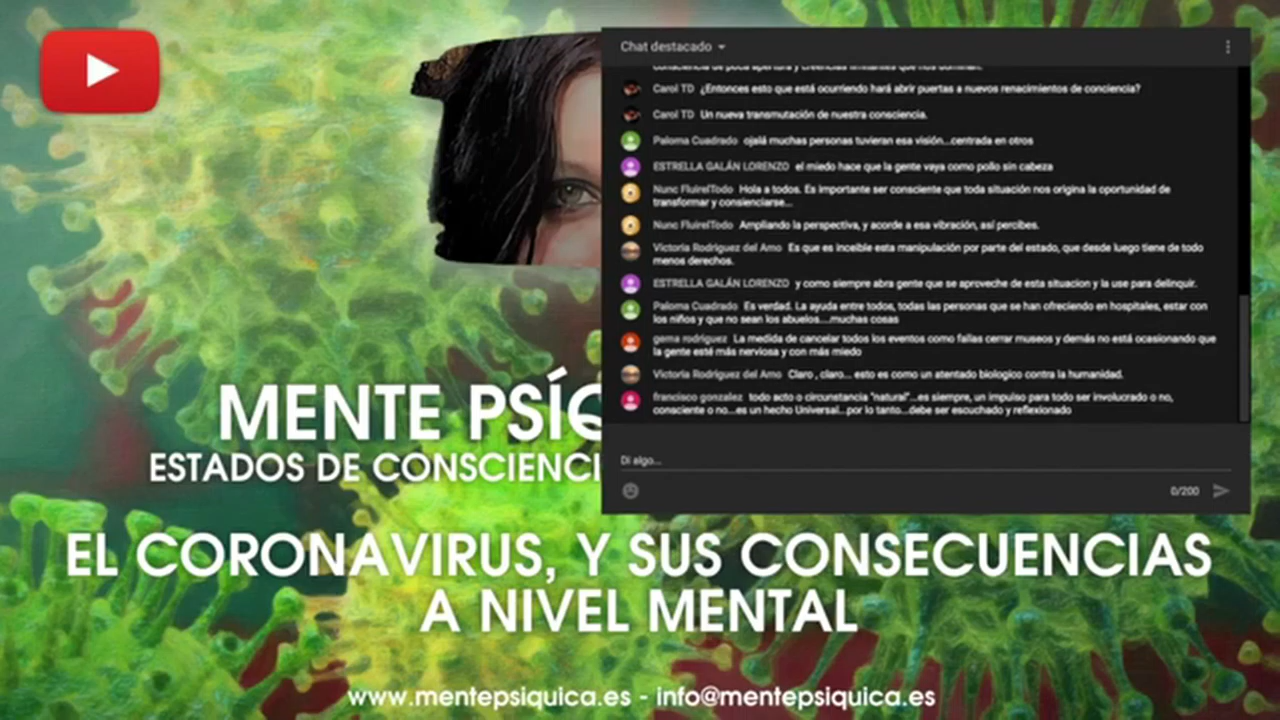 Chat destacado
consciencia de poca apertura y creencias limitantes que nos dominan.
Carol TD ¿Entonces esto que está ocurriendo hará abrir puertas a nuevos renacimientos de conciencia?
Carol TD Un nueva transmutación de nuestra consciencia.
Paloma Cuadrado ojalá muchas personas tuvieran esa visión...centrada en otros
ESTRELLA GALÁN LORENZO el miedo hace que la gente vaya como pollo sin cabeza
Nunc FluirelTodo Hola a todos. Es importante ser consciente que toda situación nos origina la oportunidad de
transformar y consienciarse...
Nunc FluirelTodo Ampliando la perspectiva, y acorde a esa vibración, así percibes.
Victoria Rodriguez del Amo Es que es inceible esta manipulación por parte del estado, que desde luego tiene de todo
menos derechos.
ESTRELLA GALÁN LORENZO y como siempre abra gente que se aproveche de esta situacion y la use para delinquir.
Paloma Cuadrado Es verdad. La ayuda entre todos, todas las personas que se han ofreciendo en hospitales, estar con
los niños y que no sean los abuelos....muchas cosas
gema rodriguez La medida de cancelar todos los eventos como fallas cerrar museos y demás no está ocasionando que
la gente esté más nerviosa y con más miedo
Victoria Rodriguez del Amo Claro , claro... esto es como un atentado biologico contra la humanidad.
francisco gonzalez todo acto o circunstancia "natural"...es siempre, un impulso para todo ser involucrado o no,
consciente o no...es un hecho Universal...por lo tanto...debe ser escuchado y reflexionado
Di algo...
0/200
MENTE PSÍQ
ESTADOS DE CONSCIENCI
EL CORONAVIRUS, Y SUS CONSECUENCIAS
A NIVEL MENTAL
www.mentepsiquica.es - info@mentepsiquica.es